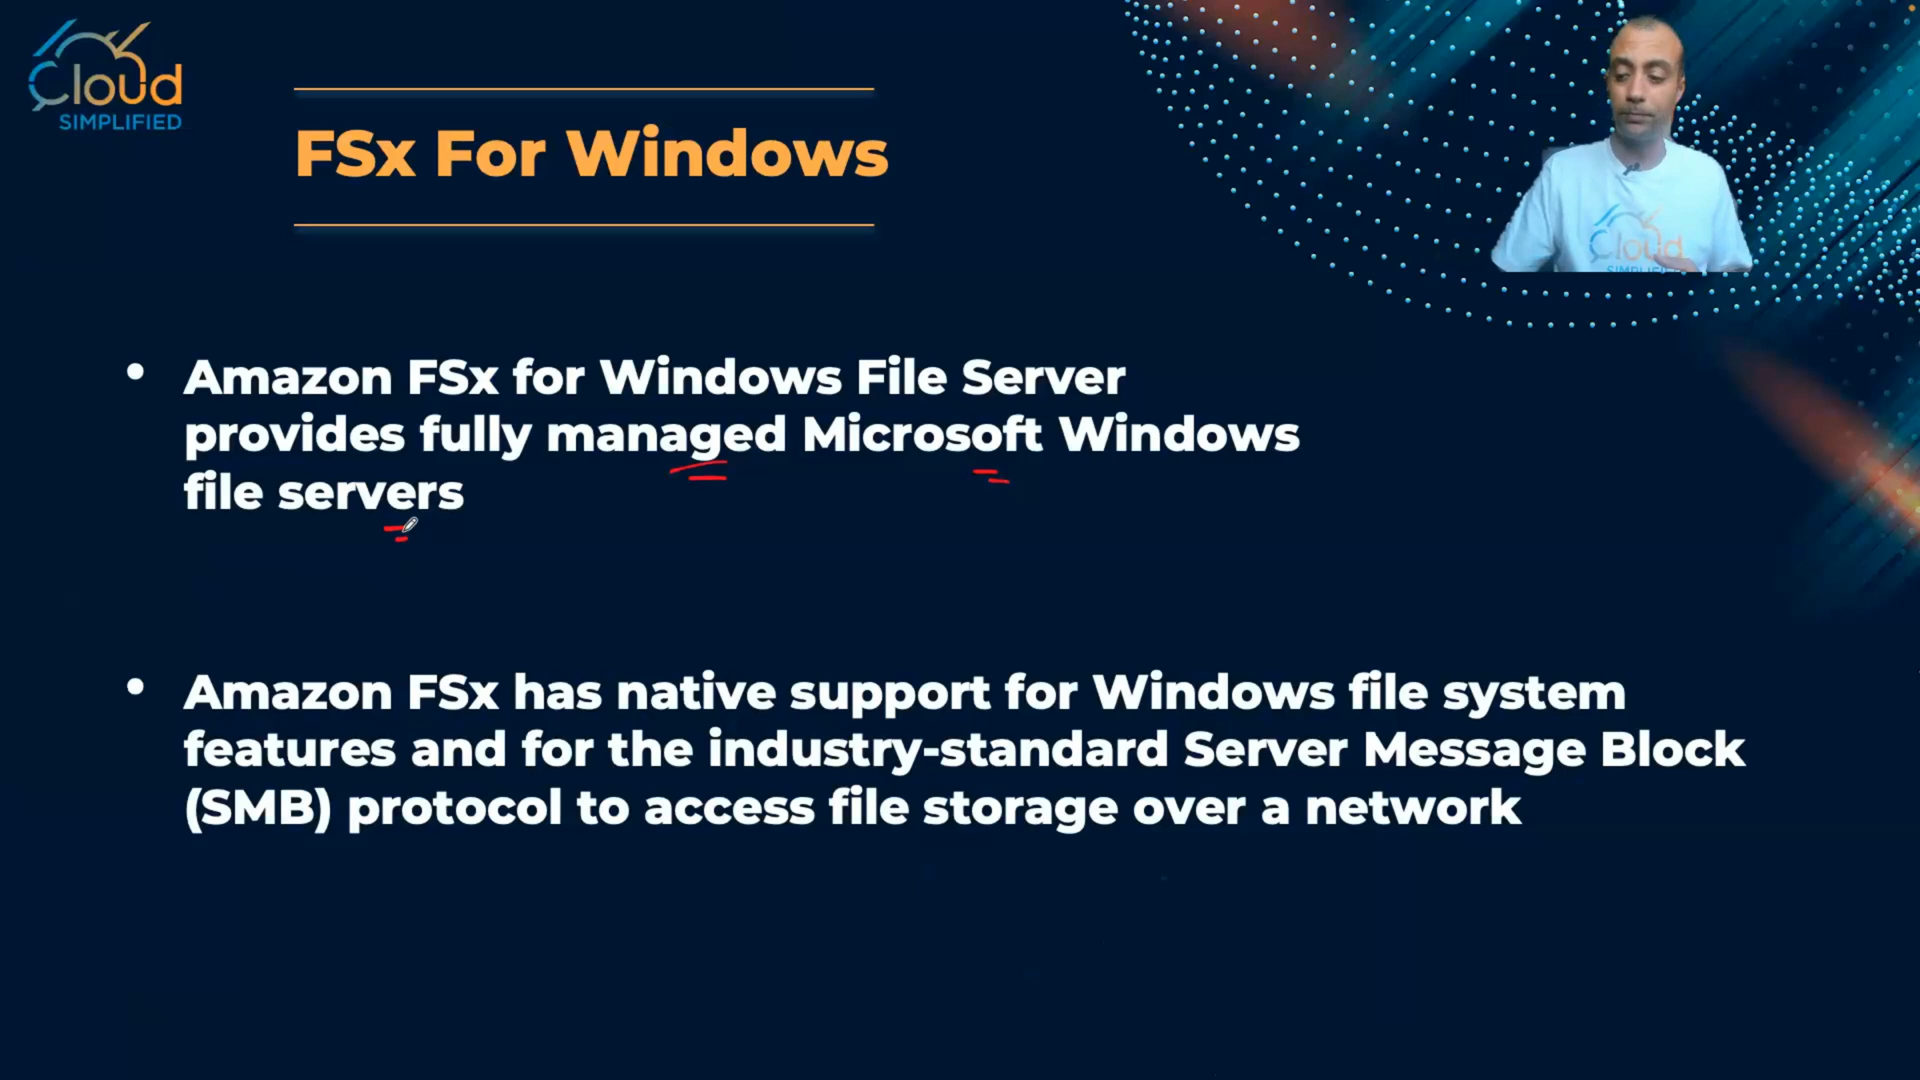 Cloud
SIMPLIFIED
FSx For Windows
Cloud
• Amazon FSx for Windows File Server
provides fully managed Microsoft Windows
file servers
• Amazon FSx has native support for Windows file system
features and for the industry-standard Server Message Block
(SMB) protocol to access file storage over a network